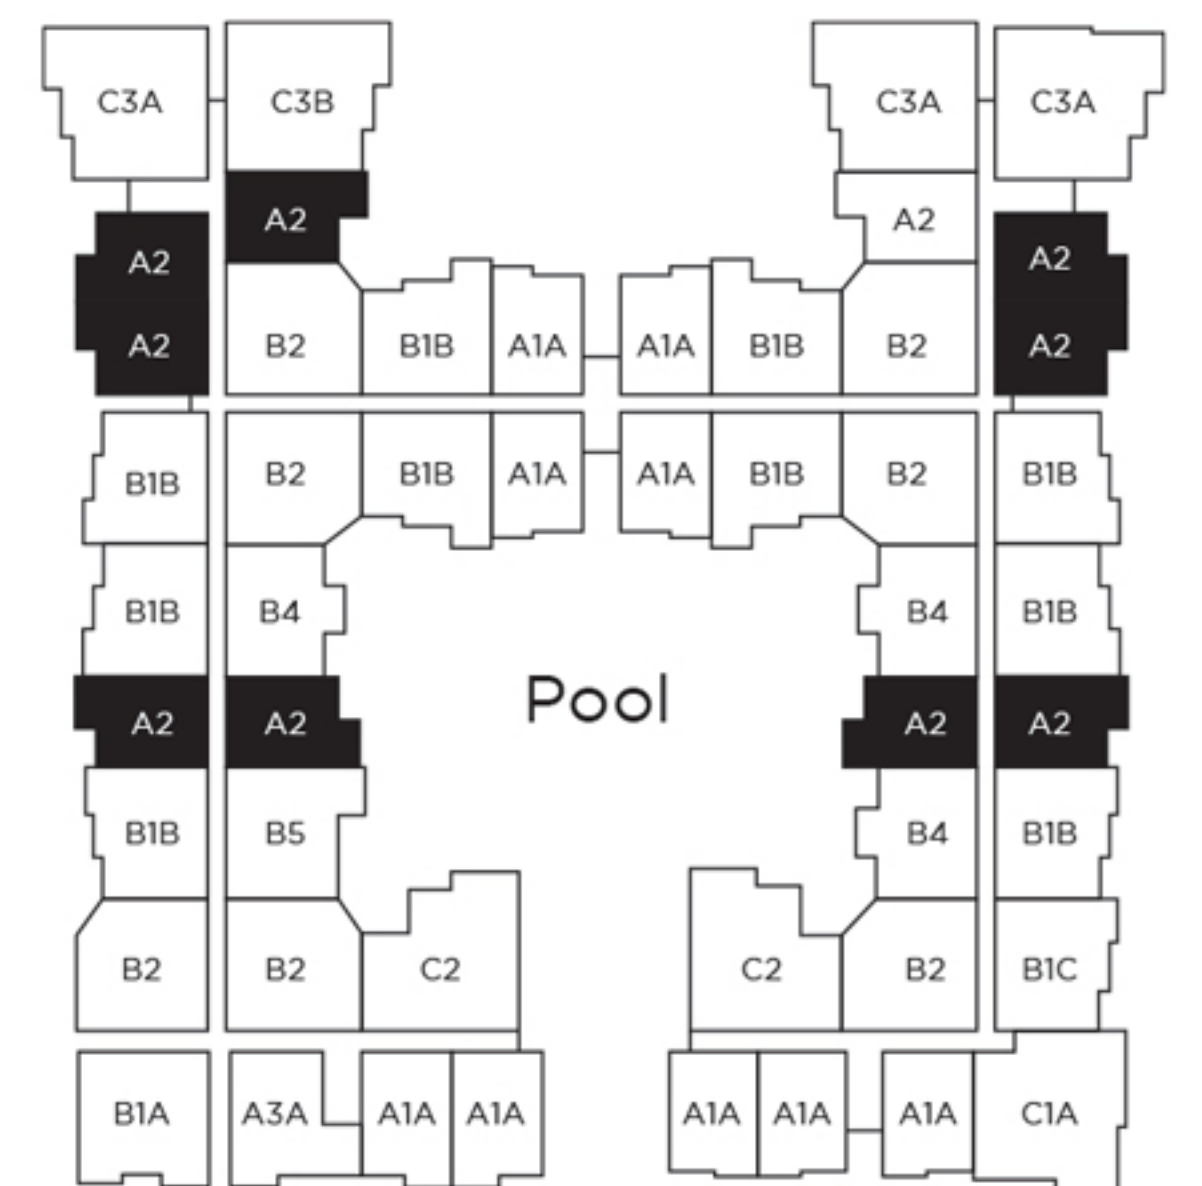 C3A C3B C3A C3A
A2 A2
A2 A2
A2 B2 B1B A1A A1A B1B B2 A2
B1B B2 B1B A1A A1A B1B B2 B1B
B1B B4 B4 B1B
Pool
A2 A2 A2 A2
B1B B5 B4 B1B
B2 B2 C2 C2 B2 B1C
B1A A3A A1A A1A A1A A1A A1A C1A